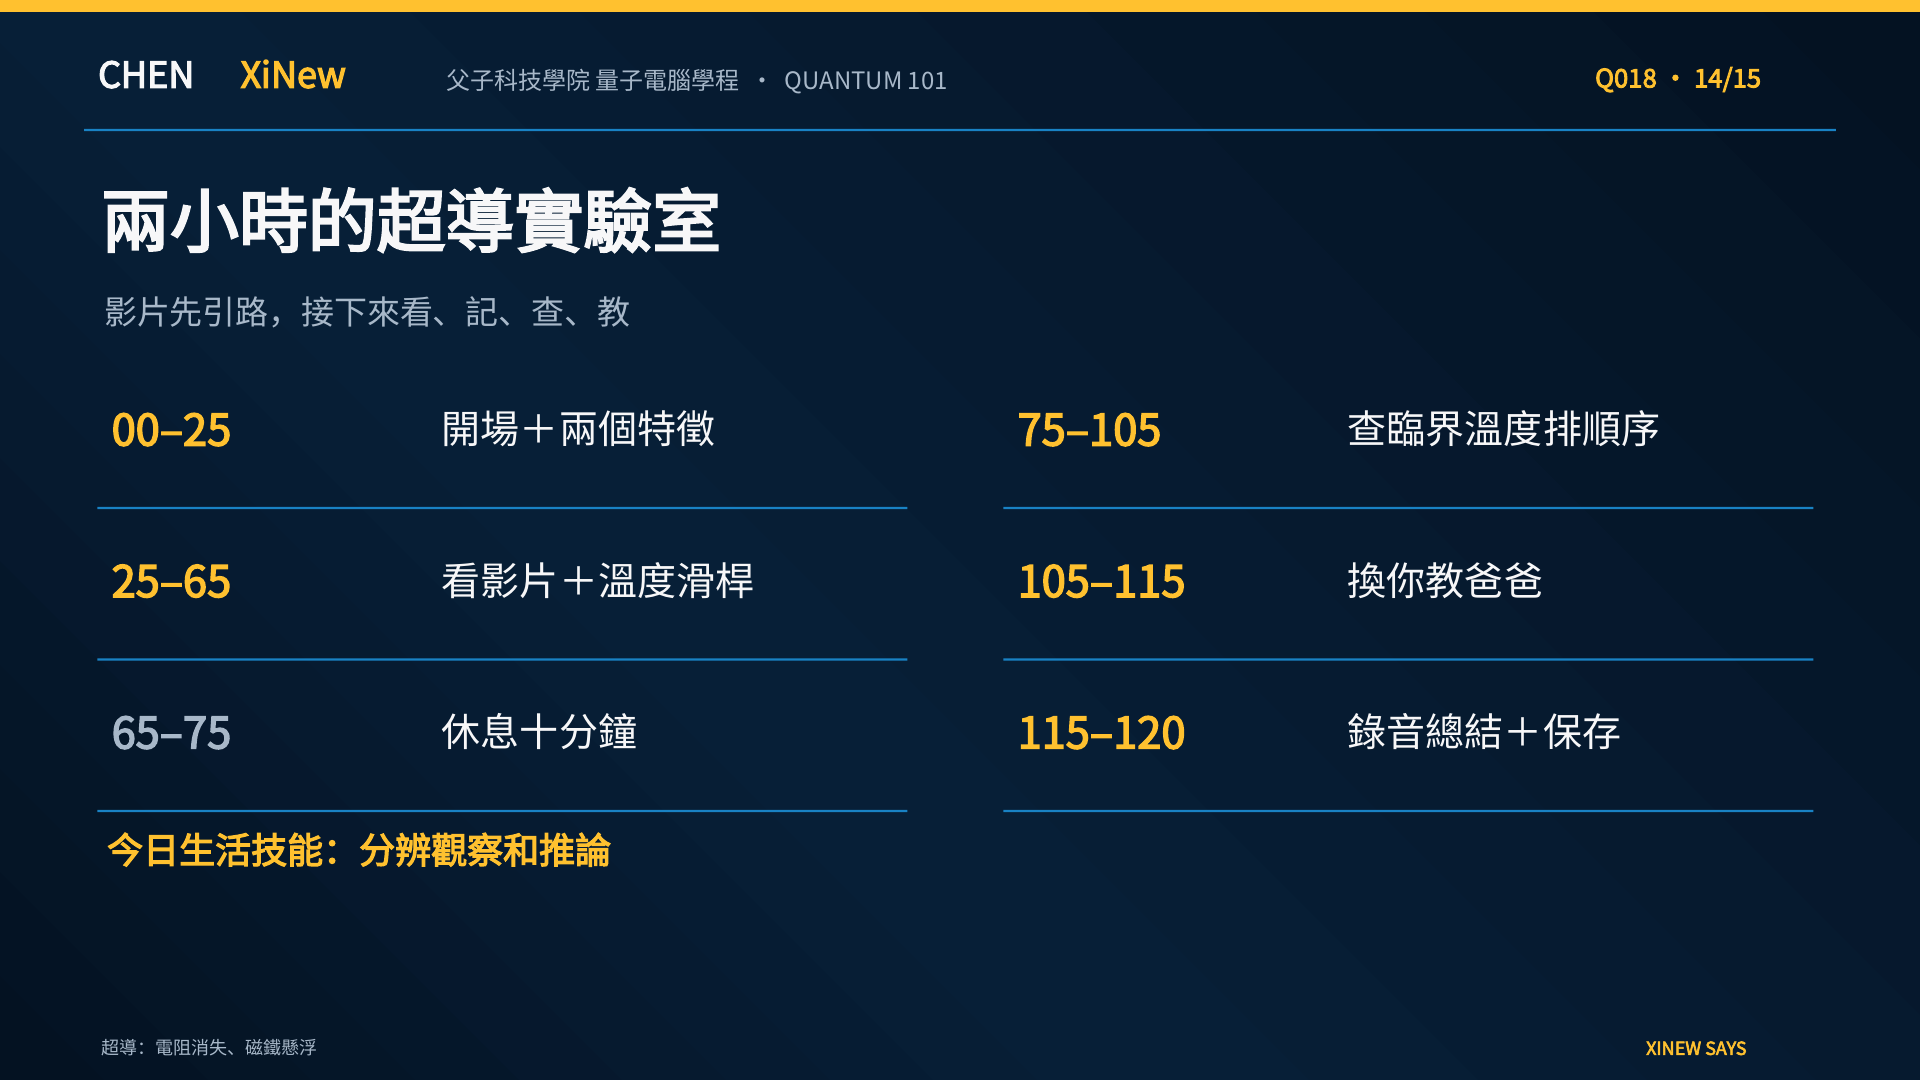 CHEN XiNew 父子科技學院 量子電腦學程 · QUANTUM 101 Q018 · 14/15
兩小時的超導實驗室
影片先引路，接下來看、記、查、教
00–25 開場＋兩個特徵
25–65 看影片＋溫度滑桿
65–75 休息十分鐘
75–105 查臨界溫度排順序
105–115 換你教爸爸
115–120 錄音總結＋保存
今日生活技能：分辨觀察和推論
超導：電阻消失、磁鐵懸浮
XINEW SAYS